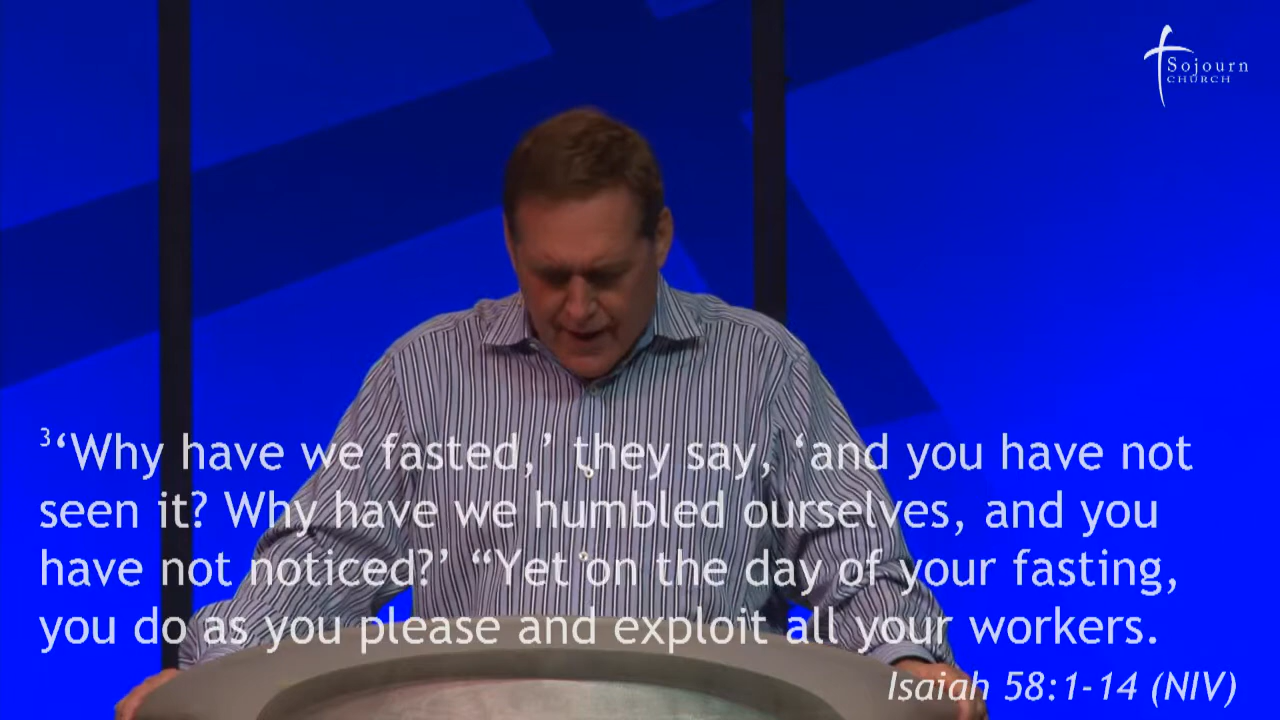 Sojourn
CHURCH
³‘Why have we fasted,’ they say, ‘and you have not
seen it? Why have we humbled ourselves, and you
have not noticed?’ “Yet on the day of your fasting,
you do as you please and exploit all your workers.
Isaiah 58:1-14 (NIV)